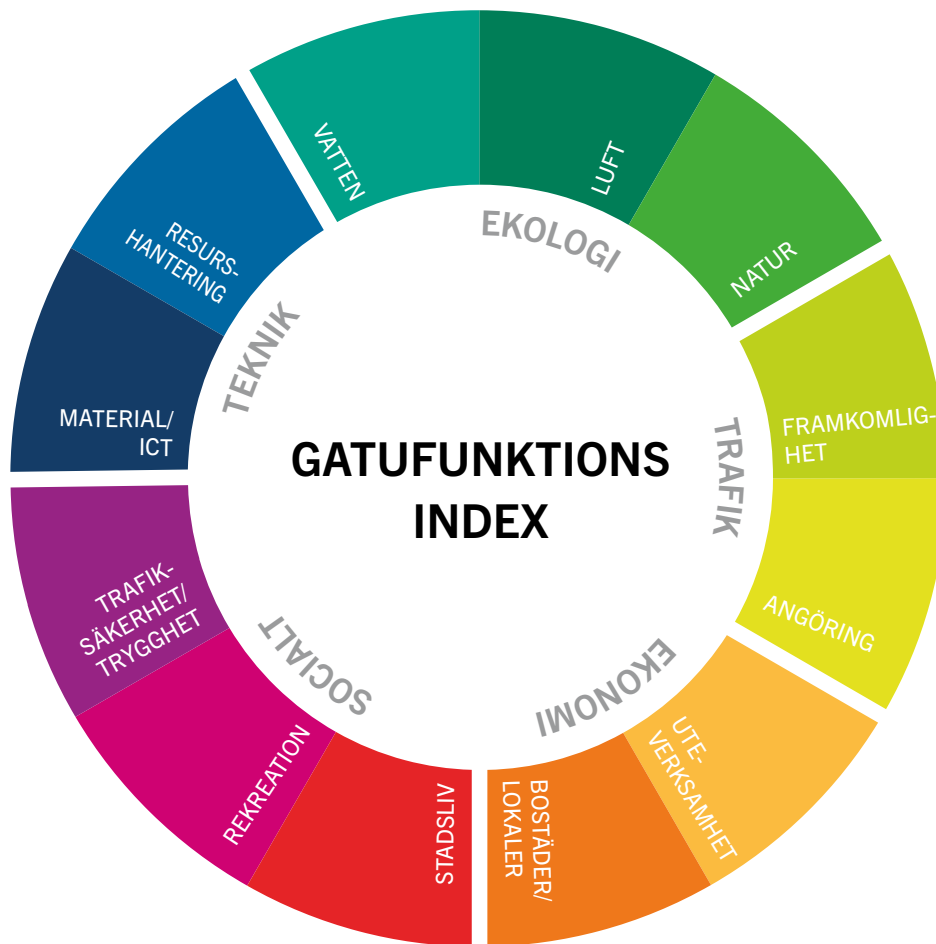 GATUFUNKTIONS
INDEX
EKOLOGI
VATTEN
LUFT
NATUR
TRAFIK
FRAMKOMLIG-
HET
ANGÖRING
EKONOMI
UTE-
VERKSAMHET
BOSTÄDER/
LOKALER
SOCIALT
STADSLIV
REKREATION
TRAFIK-
SÄKERHET/
TRYGGHET
TEKNIK
MATERIAL/
ICT
RESURS-
HANTERING